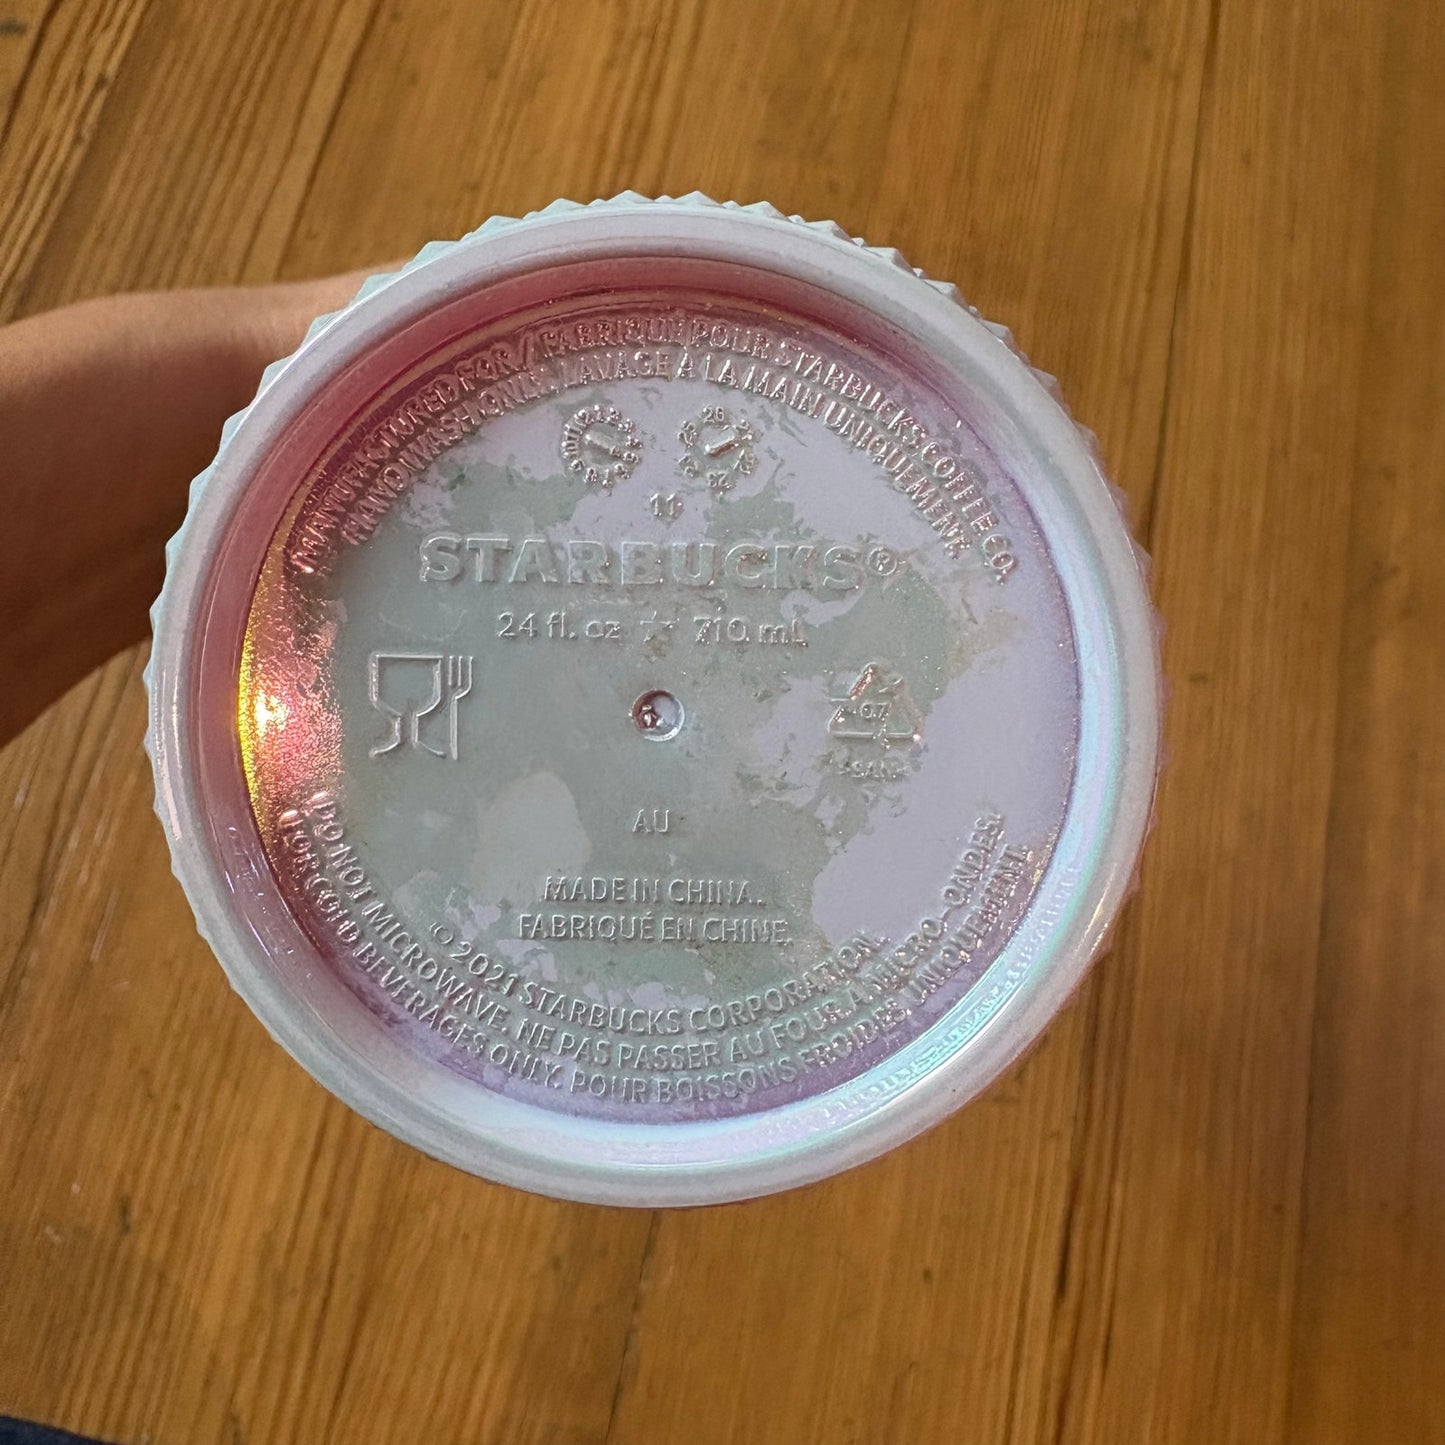 MANUFACTURED FOR // FABRIQUÉ POUR STARBUCKS COFFEE CO.
HAND WASH ONLY. LAVAGE À LA MAIN UNIQUEMENT.
11
STARBUCKS®
24 fl. oz 710 mL
AU
MADE IN CHINA.
FABRIQUÉ EN CHINE.
© 2021 STARBUCKS CORPORATION.
DO NOT MICROWAVE. NE PAS PASSER AU FOUR À MICRO-ONDES.
FOR COLD BEVERAGES ONLY. POUR BOISSONS FROIDES UNIQUEMENT.